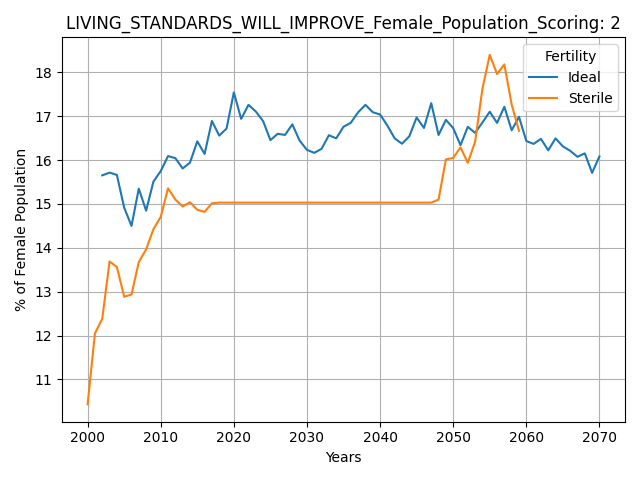 LIVING_STANDARDS_WILL_IMPROVE_Female_Population_Scoring: 2
Fertility
Ideal
Sterile
% of Female Population
18
17
16
15
14
13
12
11
2000 2010 2020 2030 2040 2050 2060 2070
Years